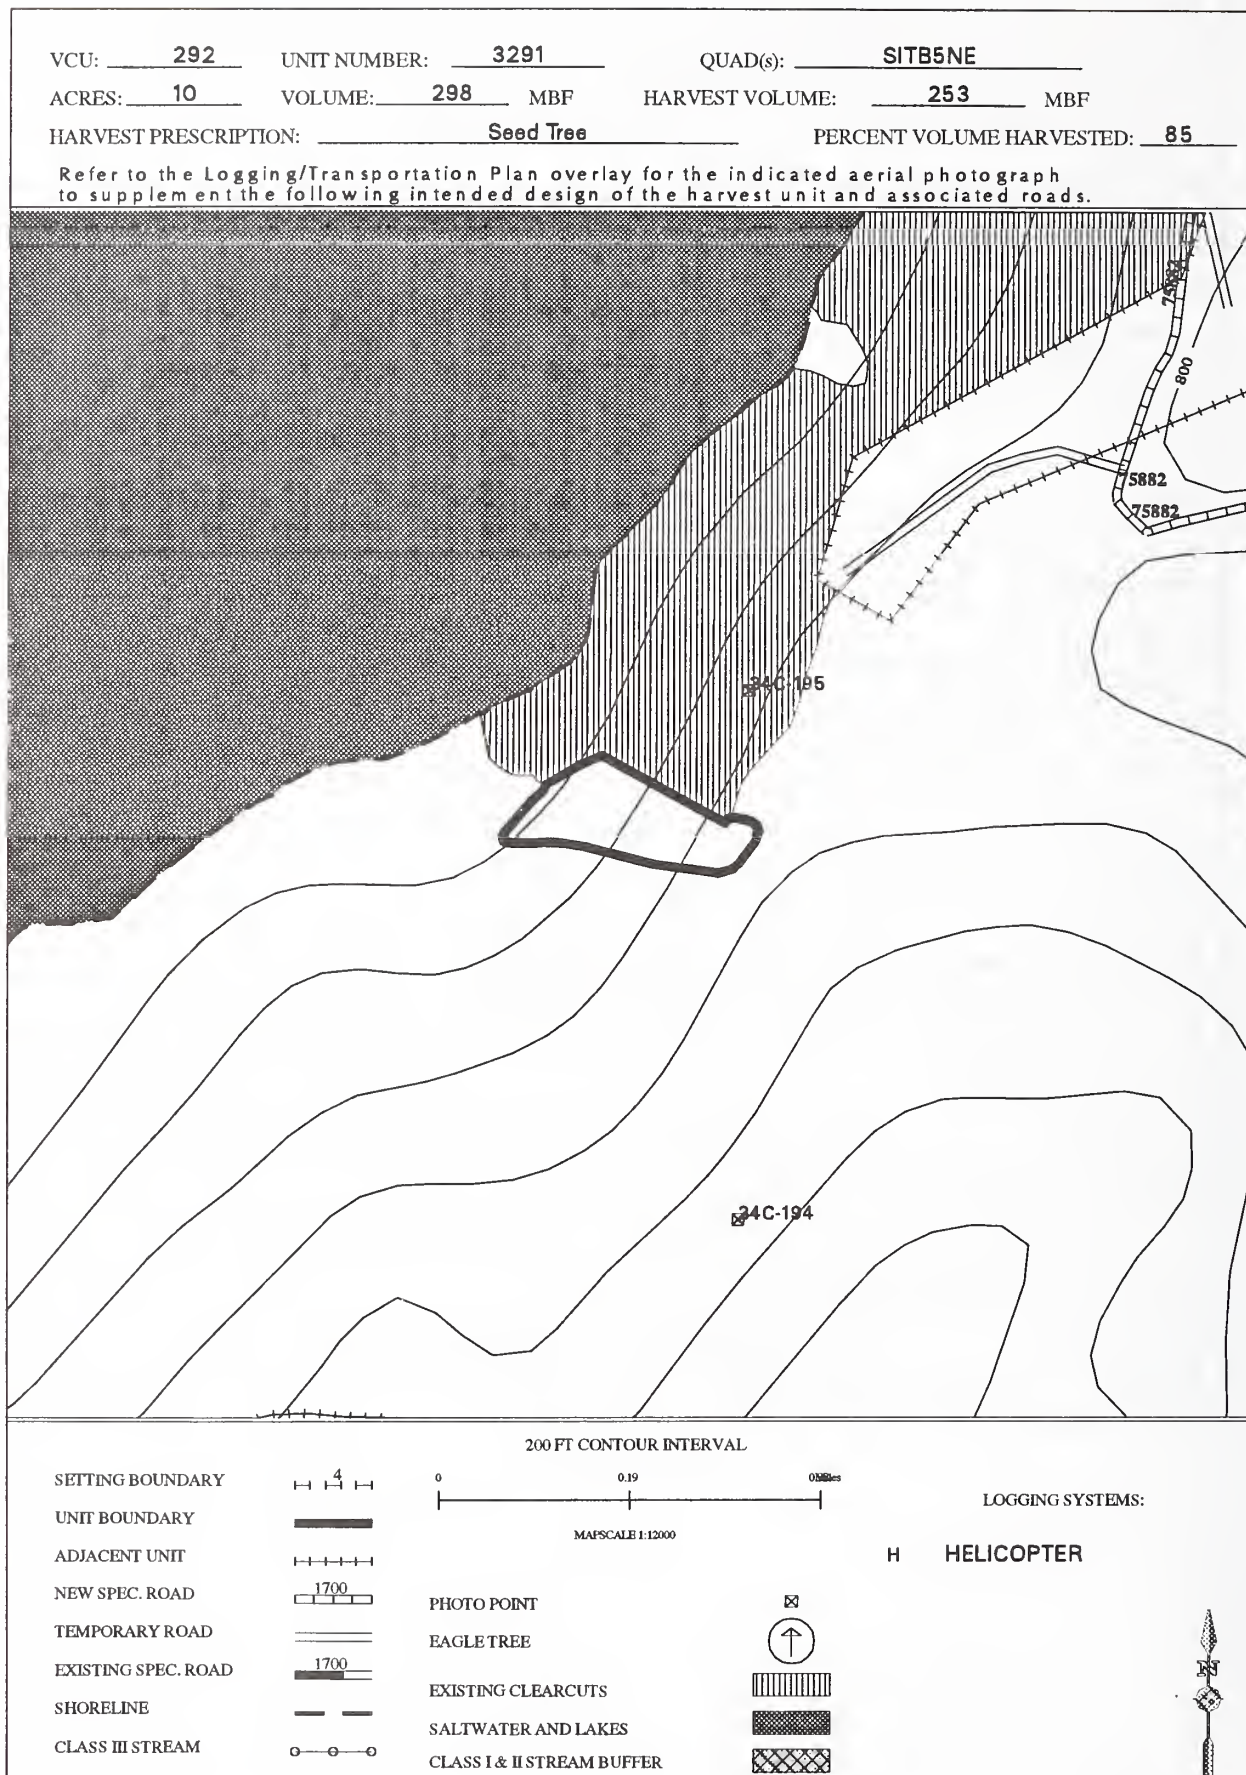 VCU: 292 UNIT NUMBER: 3291 QUAD(s): SITB5NE
ACRES: 10 VOLUME: 298 MBF HARVEST VOLUME: 253 MBF
HARVEST PRESCRIPTION: Seed Tree PERCENT VOLUME HARVESTED: 85
Refer to the Logging/Transportation Plan overlay for the indicated aerial photograph
to supplement the following intended design of the harvest unit and associated roads.
75882
800
75882
75882
34C-195
34C-194
200 FT CONTOUR INTERVAL
SETTING BOUNDARY 4
0 0.19
UNIT BOUNDARY
MAPSCALE 1:12000
LOGGING SYSTEMS:
H HELICOPTER
ADJACENT UNIT
NEW SPEC. ROAD 1700
TEMPORARY ROAD
EXISTING SPEC. ROAD 1700
SHORELINE
CLASS III STREAM
PHOTO POINT
EAGLE TREE
EXISTING CLEARCUTS
SALTWATER AND LAKES
CLASS I & II STREAM BUFFER
N